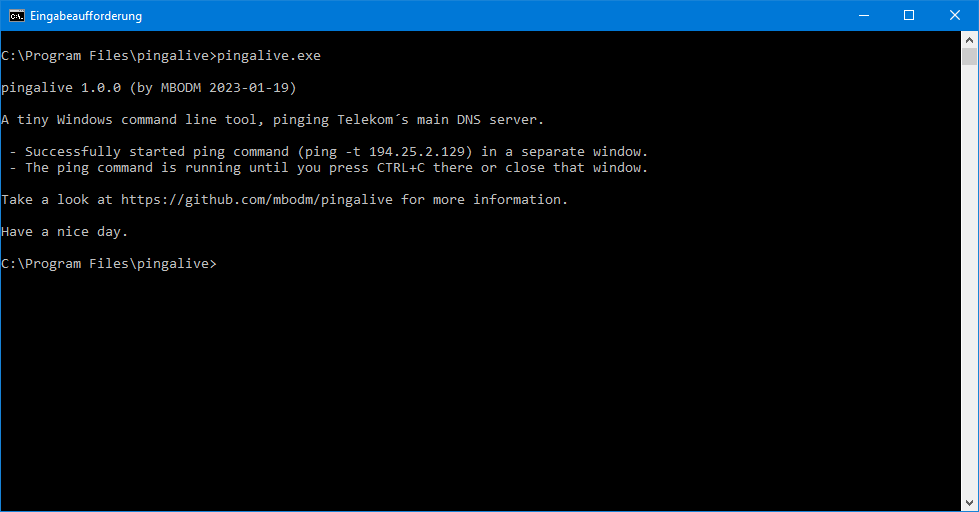 Eingabeaufforderung
C:\Program Files\pingalive>pingalive.exe
pingalive 1.0.0 (by MBODM 2023-01-19)
A tiny Windows command line tool, pinging Telekom´s main DNS server.
- Successfully started ping command (ping -t 194.25.2.129) in a separate window.
- The ping command is running until you press CTRL+C there or close that window.
Take a look at https://github.com/mbodm/pingalive for more information.
Have a nice day.
C:\Program Files\pingalive>